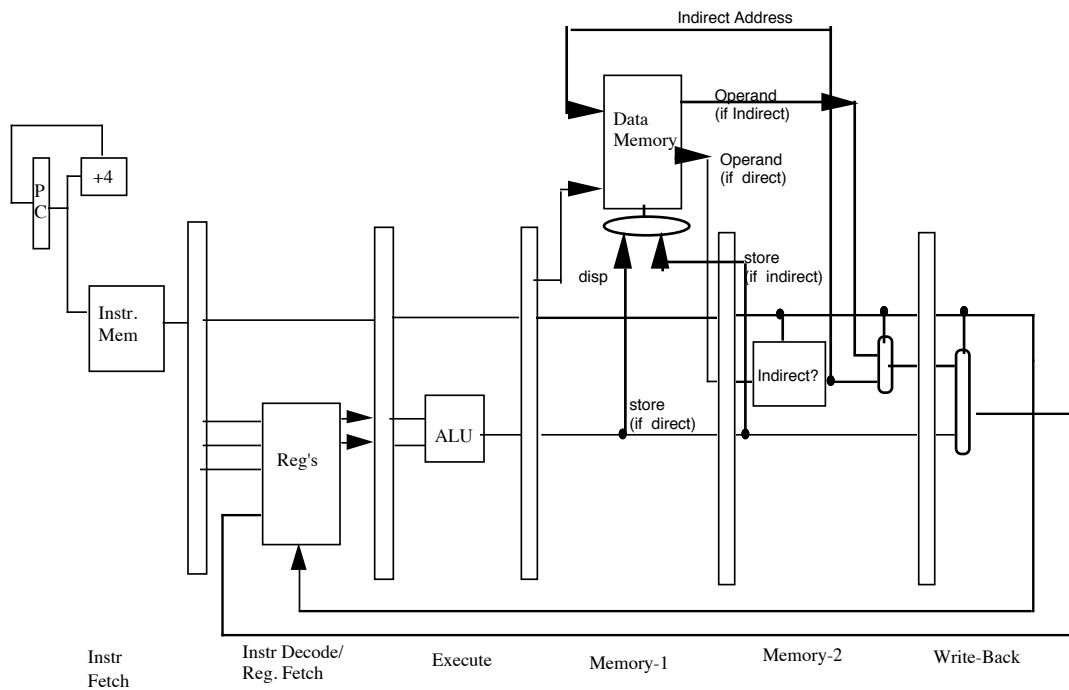 Indirect Address
Operand
(if Indirect)
Data
Memory
Operand
(if direct)
+4
P
C
store
(if indirect)
disp
Instr.
Mem
Indirect?
store
(if direct)
ALU
Reg's
Instr
Fetch
Instr Decode/
Reg. Fetch
Execute
Memory-1
Memory-2
Write-Back